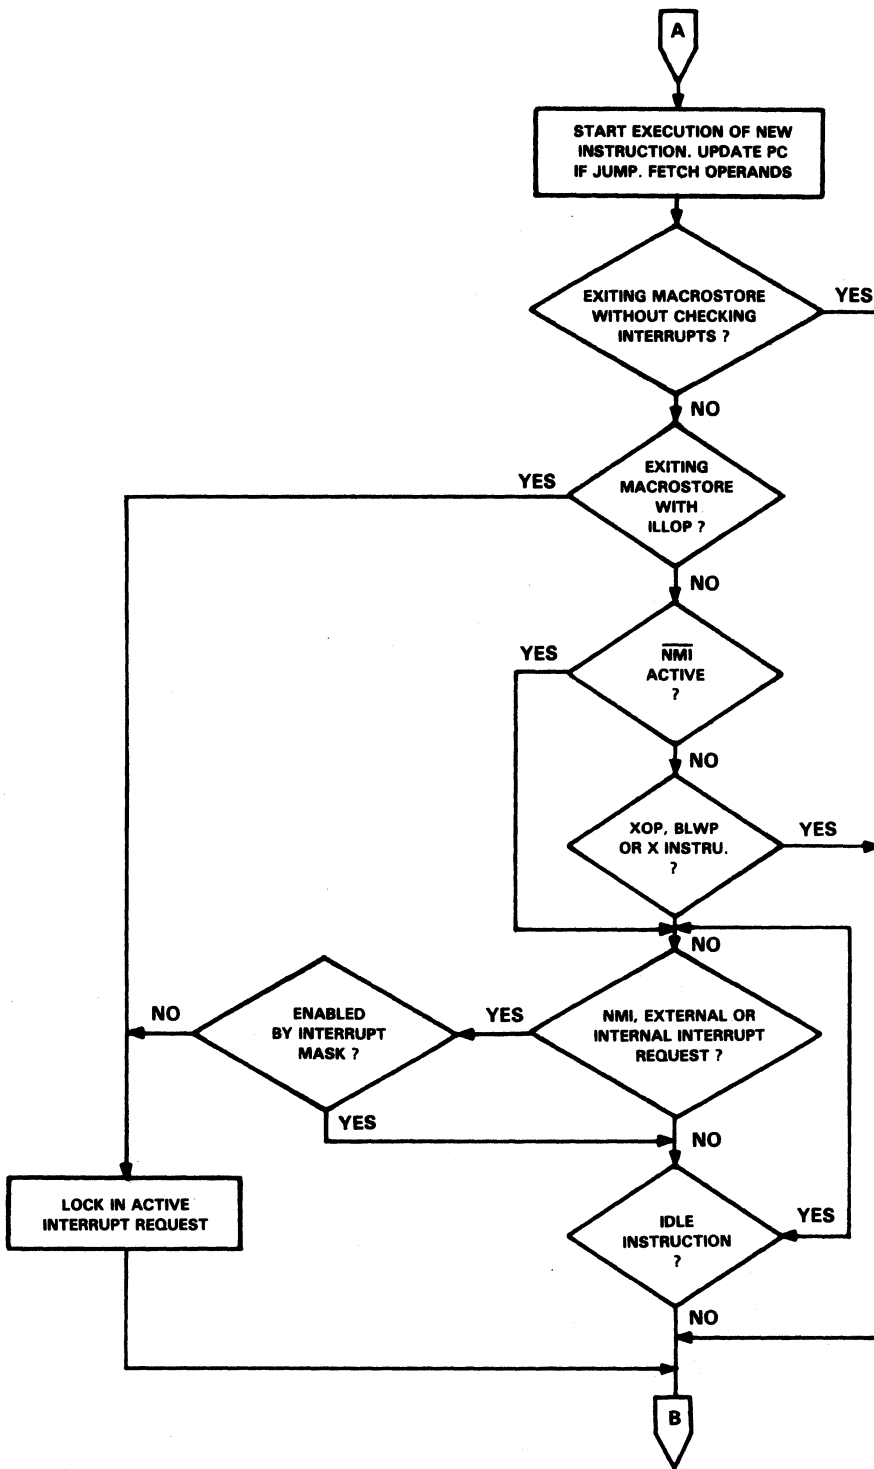 A
START EXECUTION OF NEW
INSTRUCTION. UPDATE PC
IF JUMP. FETCH OPERANDS
EXITING MACROSTORE
WITHOUT CHECKING
INTERRUPTS ?
YES
NO
EXITING
MACROSTORE
WITH
ILLOP ?
YES
NO
NMI
ACTIVE
?
YES
NO
XOP, BLWP
OR X INSTRU.
?
YES
NO
NMI, EXTERNAL OR
INTERNAL INTERRUPT
REQUEST ?
YES
ENABLED
BY INTERRUPT
MASK ?
NO
YES
NO
LOCK IN ACTIVE
INTERRUPT REQUEST
IDLE
INSTRUCTION
?
YES
NO
B